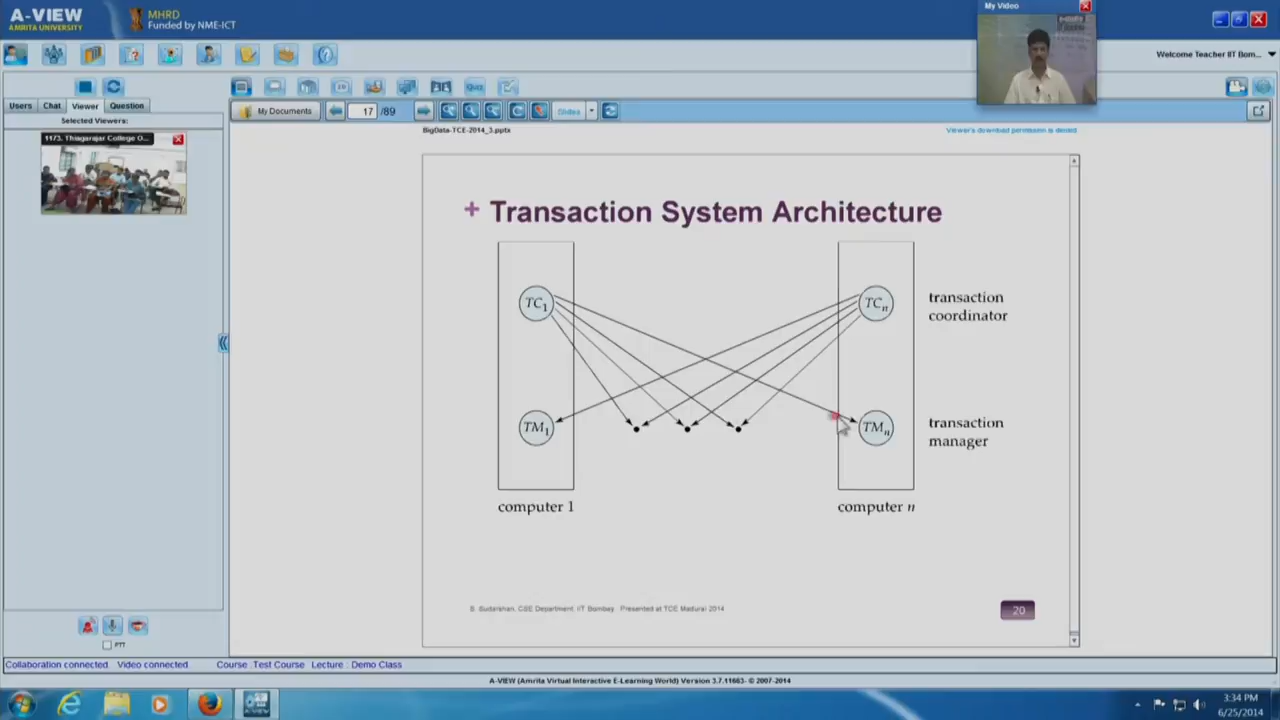 A-VIEW
AMRITA UNIVERSITY
MHRD
Funded by NME-ICT
My Video
Welcome Teacher IIT Bom...
Users Chat Viewer Question
Selected Viewers:
1173. Thiagarajar College O...
My Documents 17 /89 Slides
Quiz
BigData-TCE-2014_3.pptx
Viewer's download permission is denied
+ Transaction System Architecture
TC1
TCn
transaction
coordinator
TM1
TMn
transaction
manager
computer 1
computer n
S. Sudarshan, CSE Department, IIT Bombay. Presented at TCE Madurai 2014
20
PTT
Collaboration connected Video connected Course : Test Course Lecture : Demo Class
A-VIEW (Amrita Virtual Interactive E-Learning World) Version 3.7.11663- © 2007-2014
3:34 PM
6/25/2014